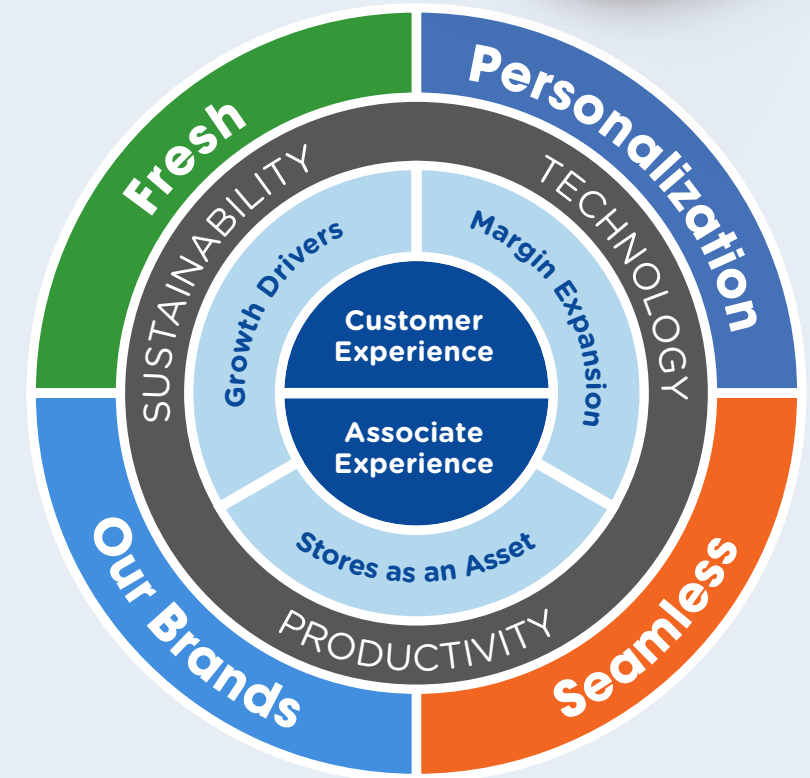 Fresh
Personalization
SUSTAINABILITY
TECHNOLOGY
Growth Drivers
Margin Expansion
Customer
Experience
Associate
Experience
Stores as an Asset
PRODUCTIVITY
Our Brands
Seamless